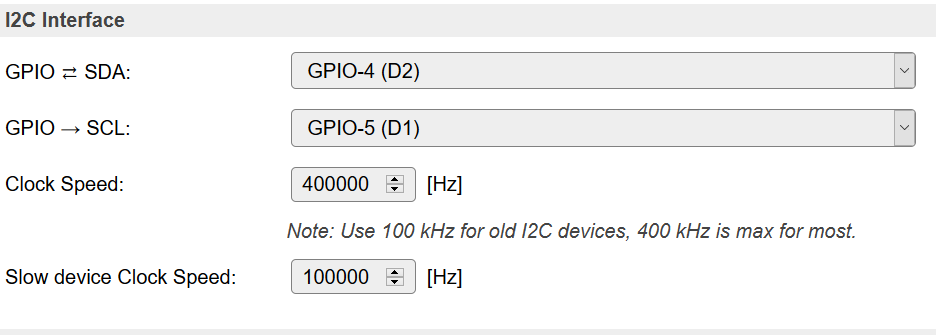 I2C Interface
GPIO ⇄ SDA: GPIO-4 (D2)
GPIO → SCL: GPIO-5 (D1)
Clock Speed: 400000 [Hz]
Note: Use 100 kHz for old I2C devices, 400 kHz is max for most.
Slow device Clock Speed: 100000 [Hz]